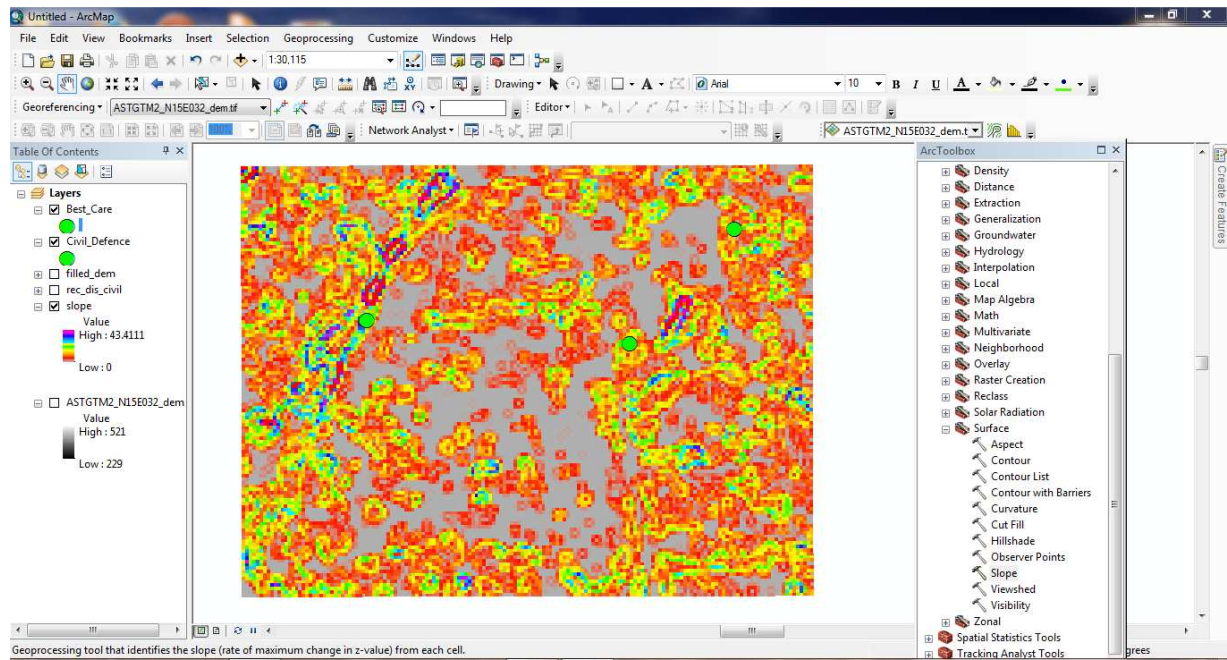 Untitled - ArcMap
File Edit View Bookmarks Insert Selection Geoprocessing Customize Windows Help
1:30,115
Drawing A Arial 10 B I U A
Georeferencing ASTGTM2_N15E032_dem.tif Editor
100% Network Analyst ASTGTM2_N15E032_dem.t
Table Of Contents
Layers
Best_Care
Civil_Defence
filled_dem
rec_dis_civil
slope
Value
High : 43.4111
Low : 0
ASTGTM2_N15E032_dem
Value
High : 521
Low : 229
ArcToolbox
Density
Distance
Extraction
Generalization
Groundwater
Hydrology
Interpolation
Local
Map Algebra
Math
Multivariate
Neighborhood
Overlay
Raster Creation
Reclass
Solar Radiation
Surface
Aspect
Contour
Contour List
Contour with Barriers
Curvature
Cut Fill
Hillshade
Observer Points
Slope
Viewshed
Visibility
Zonal
Spatial Statistics Tools
Tracking Analyst Tools
Create Features
Geoprocessing tool that identifies the slope (rate of maximum change in z-value) from each cell.
grees